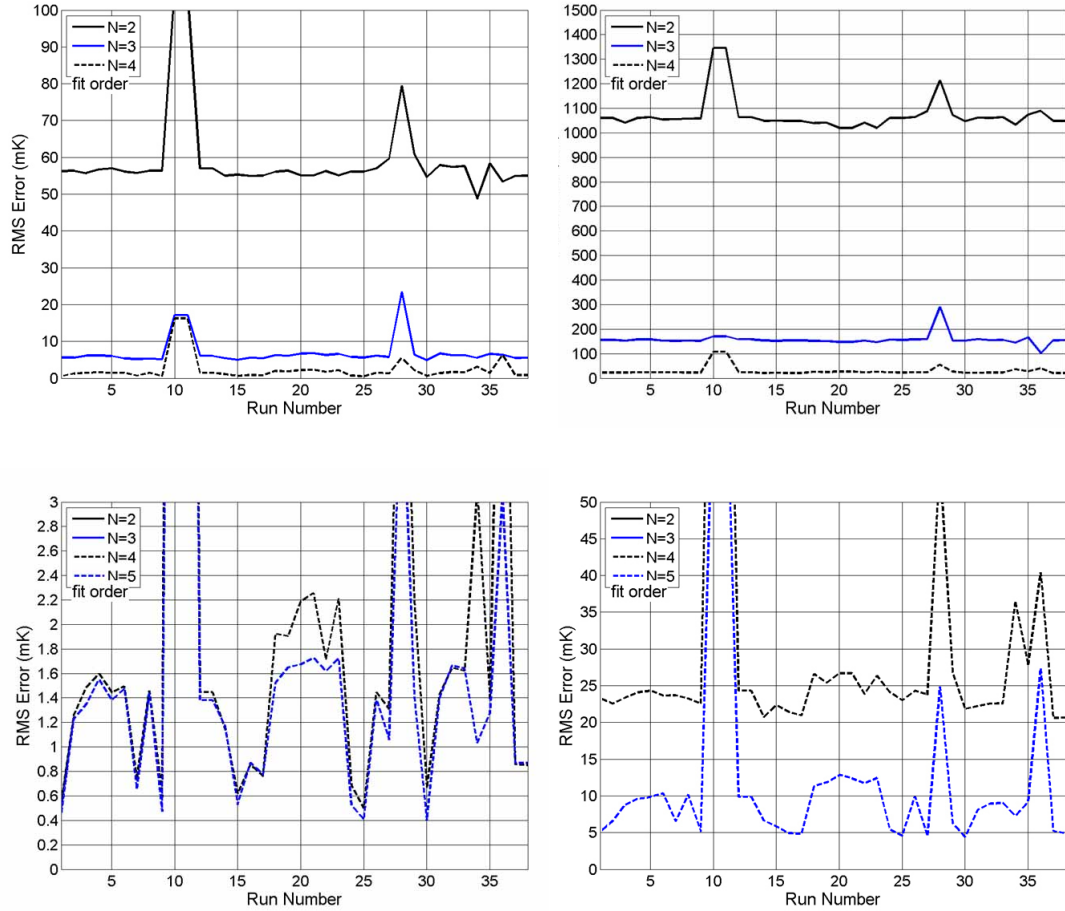 100
90
80
70
60
50
40
30
20
10
0
RMS Error (mK)
N=2
N=3
N=4
fit order
5 10 15 20 25 30 35
Run Number
1500
1400
1300
1200
1100
1000
900
800
700
600
500
400
300
200
100
0
N=2
N=3
N=4
fit order
5 10 15 20 25 30 35
Run Number
3
2.8
2.6
2.4
2.2
2
1.8
1.6
1.4
1.2
1
0.8
0.6
0.4
0.2
0
RMS Error (mK)
N=2
N=3
N=4
N=5
fit order
5 10 15 20 25 30 35
Run Number
50
45
40
35
30
25
20
15
10
5
0
RMS Error (mK)
N=2
N=3
N=4
N=5
fit order
5 10 15 20 25 30 35
Run Number